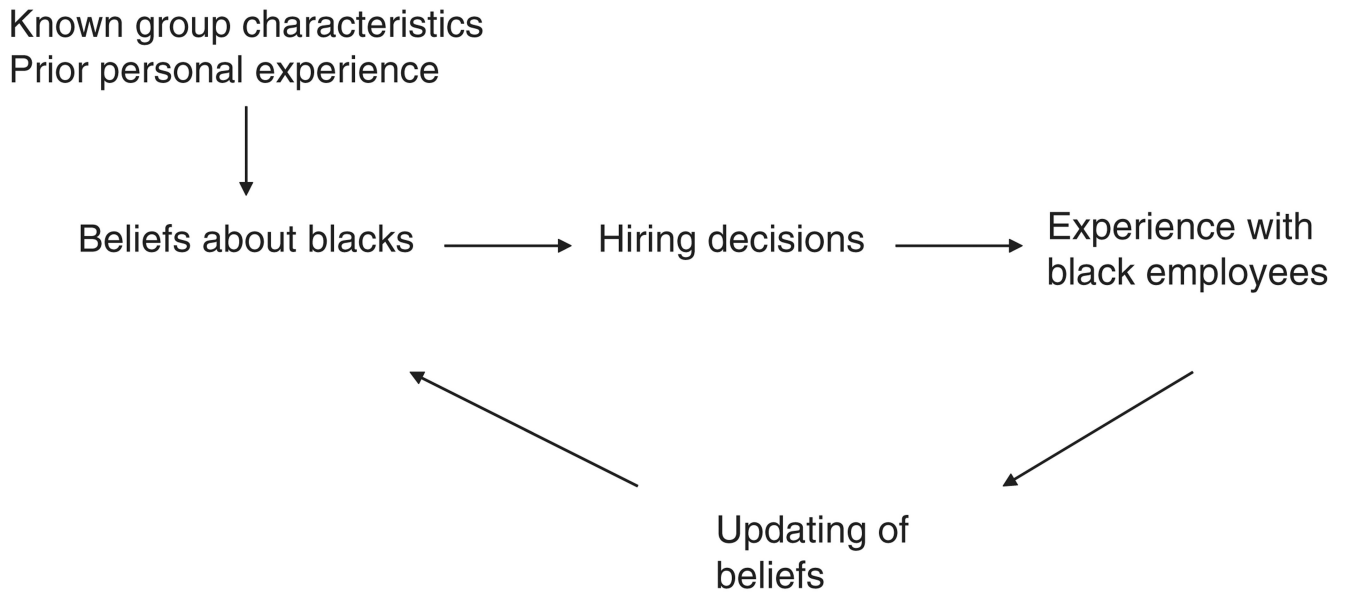 Known group characteristics
Prior personal experience
Beliefs about blacks
Hiring decisions
Experience with
black employees
Updating of
beliefs